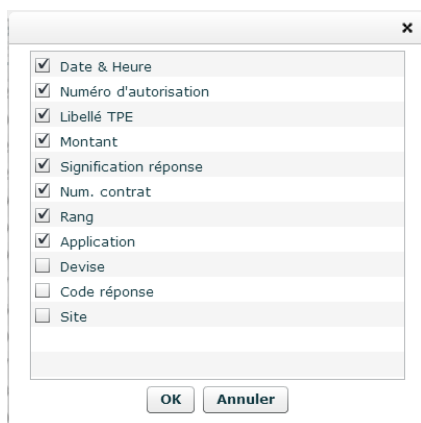 Date & Heure
Numéro d'autorisation
Libellé TPE
Montant
Signification réponse
Num. contrat
Rang
Application
Devise
Code réponse
Site
OK Annuler